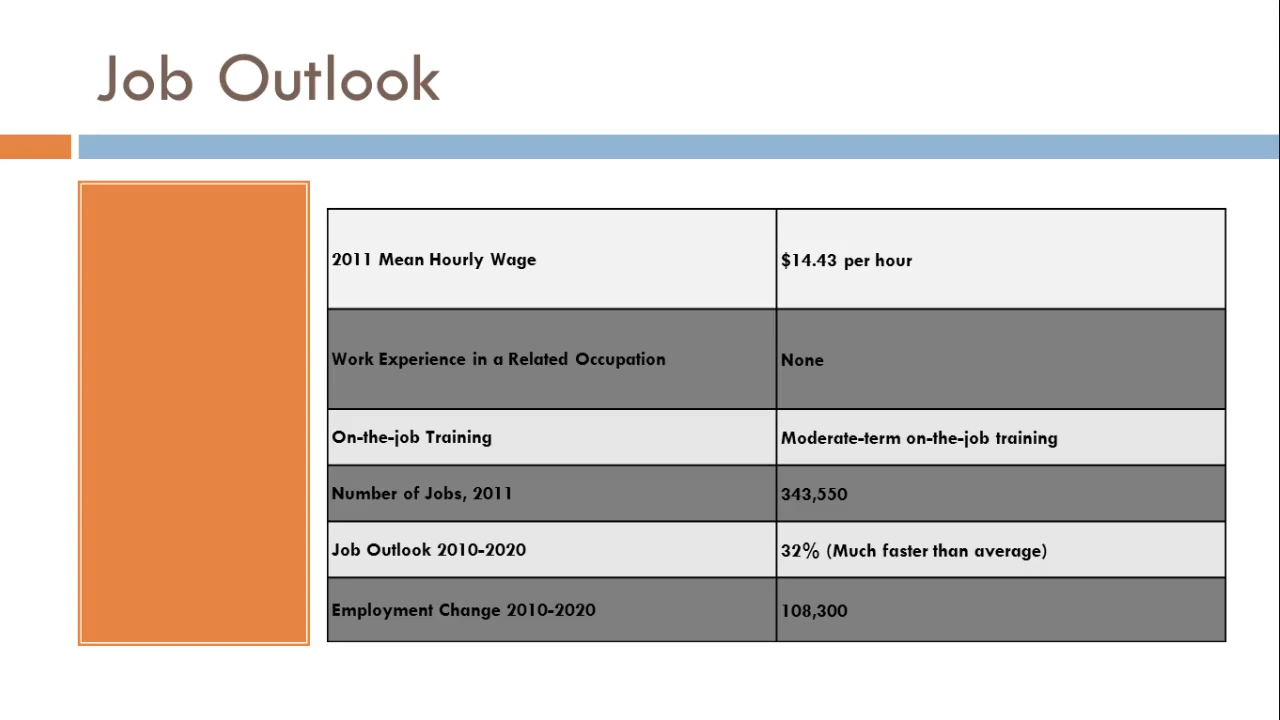 Job Outlook
2011 Mean Hourly Wage
$14.43 per hour
Work Experience in a Related Occupation
None
On-the-job Training
Moderate-term on-the-job training
Number of Jobs, 2011
343,550
Job Outlook 2010-2020
32% (Much faster than average)
Employment Change 2010-2020
108,300